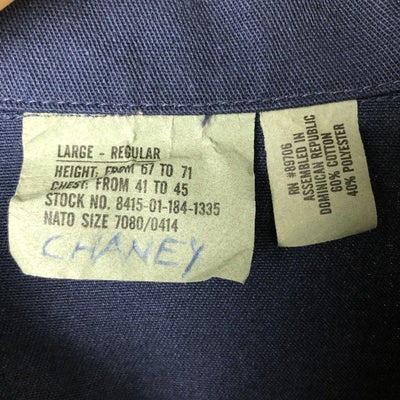 LARGE - REGULAR
HEIGHT: FROM 67 TO 71
CHEST: FROM 41 TO 45
STOCK NO. 8415-01-184-1335
NATO SIZE 7080/0414
CHANEY
RN #89706
ASSEMBLED IN
DOMINICAN REPUBLIC
60% COTTON
40% POLYESTER